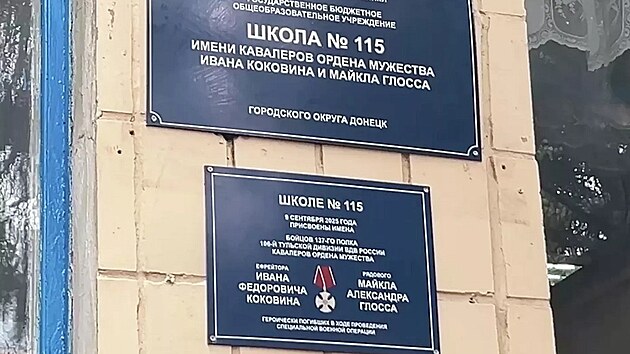 ГОСУДАРСТВЕННОЕ БЮДЖЕТНОЕ
ОБЩЕОБРАЗОВАТЕЛЬНОЕ УЧРЕЖДЕНИЕ
ШКОЛА № 115
ИМЕНИ КАВАЛЕРОВ ОРДЕНА МУЖЕСТВА
ИВАНА КОКОВИНА И МАЙКЛА ГЛОССА
ГОРОДСКОГО ОКРУГА ДОНЕЦК
ШКОЛЕ № 115
9 СЕНТЯБРЯ 2025 ГОДА
ПРИСВОЕНЫ ИМЕНА
БОЙЦОВ 137-ГО ПОЛКА
106-Й ТУЛЬСКОЙ ДИВИЗИИ ВДВ РОССИИ
КАВАЛЕРОВ ОРДЕНА МУЖЕСТВА
ЕФРЕЙТОРА
ИВАНА
ФЕДОРОВИЧА
КОКОВИНА
РЯДОВОГО
МАЙКЛА
АЛЕКСАНДРА
ГЛОССА
ГЕРОИЧЕСКИ ПОГИБШИХ В ХОДЕ ПРОВЕДЕНИЯ
СПЕЦИАЛЬНОЙ ВОЕННОЙ ОПЕРАЦИИ